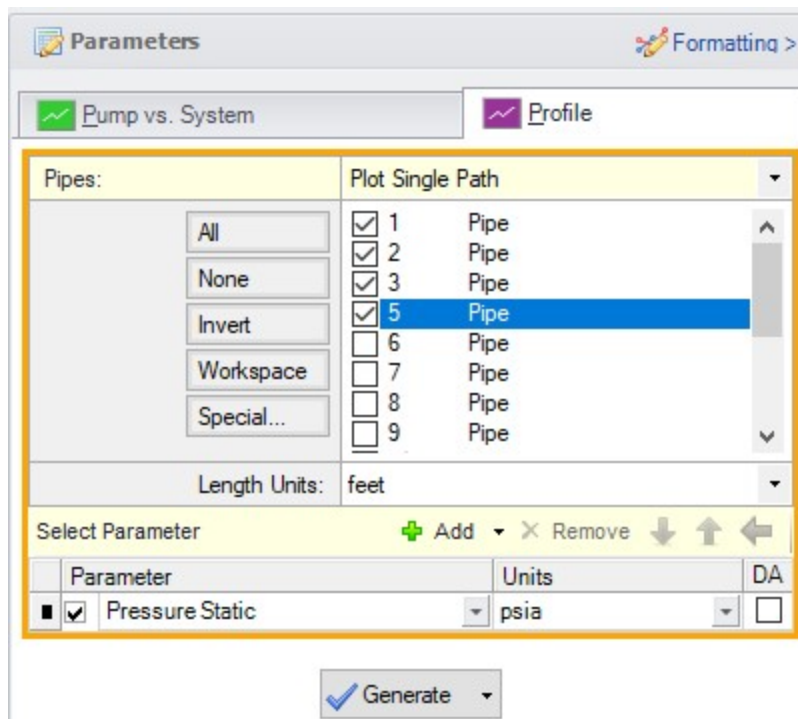 Parameters Formatting >
Pump vs. System Profile
Pipes: Plot Single Path
All 1 Pipe
2 Pipe
None 3 Pipe
Invert 5 Pipe
6 Pipe
Workspace 7 Pipe
Special... 8 Pipe
9 Pipe
Length Units: feet
Select Parameter Add Remove
Parameter Units DA
Pressure Static psia
Generate